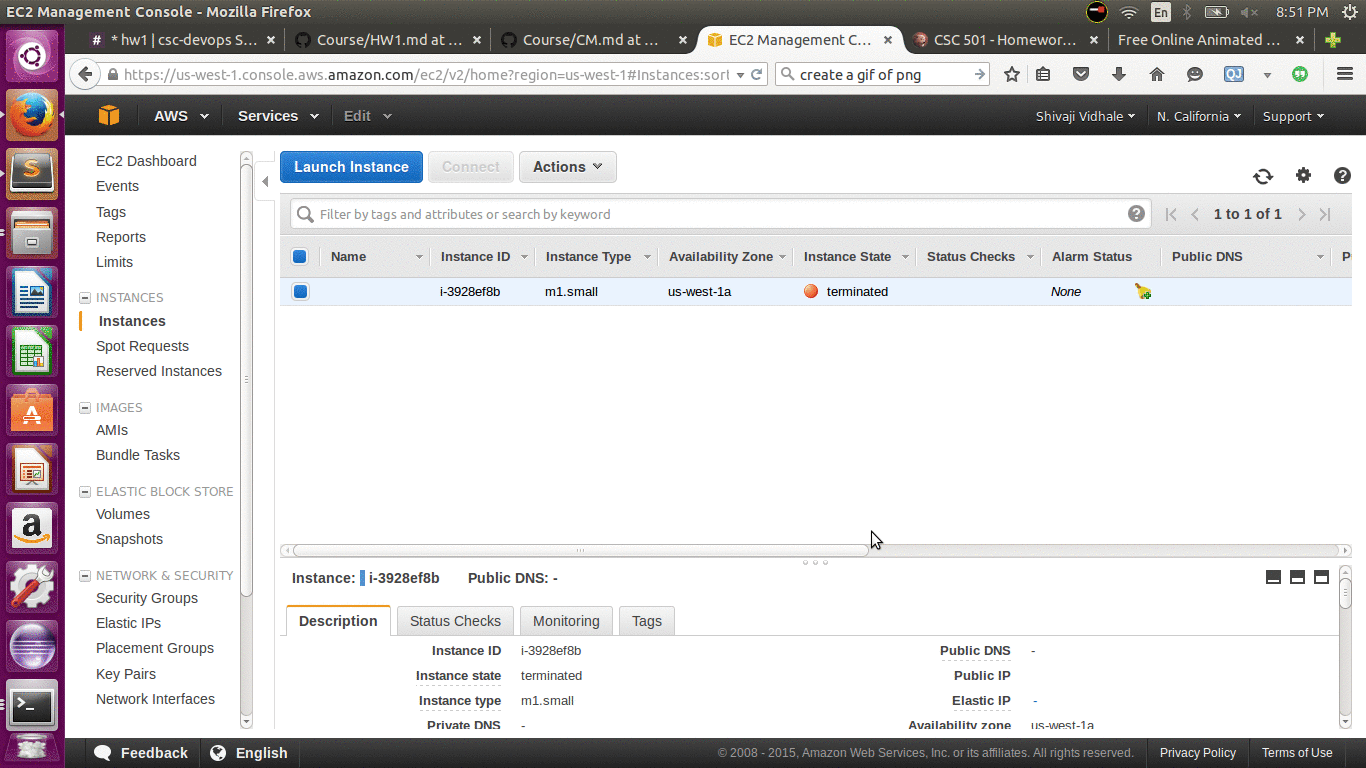 EC2 Management Console - Mozilla Firefox
En
8:51 PM
# * hw1 | csc-devops S... ×
Course/HW1.md at ... ×
Course/CM.md at ... ×
EC2 Management C... ×
CSC 501 - Homewor... ×
Free Online Animated ... ×
https://us-west-1.console.aws.amazon.com/ec2/v2/home?region=us-west-1#Instances:sort
create a gif of png
QJ
AWS
Services
Edit
Shivaji Vidhale
N. California
Support
EC2 Dashboard
Events
Tags
Reports
Limits
INSTANCES
Instances
Spot Requests
Reserved Instances
IMAGES
AMIs
Bundle Tasks
ELASTIC BLOCK STORE
Volumes
Snapshots
NETWORK & SECURITY
Security Groups
Elastic IPs
Placement Groups
Key Pairs
Network Interfaces
Launch Instance
Connect
Actions
Filter by tags and attributes or search by keyword
1 to 1 of 1
Name Instance ID Instance Type Availability Zone Instance State Status Checks Alarm Status Public DNS
i-3928ef8b m1.small us-west-1a terminated None
Instance: i-3928ef8b Public DNS: -
Description Status Checks Monitoring Tags
Instance ID i-3928ef8b Public DNS -
Instance state terminated Public IP
Instance type m1.small Elastic IP -
Private DNS - Availability zone us-west-1a
Feedback
English
© 2008 - 2015, Amazon Web Services, Inc. or its affiliates. All rights reserved.
Privacy Policy
Terms of Use